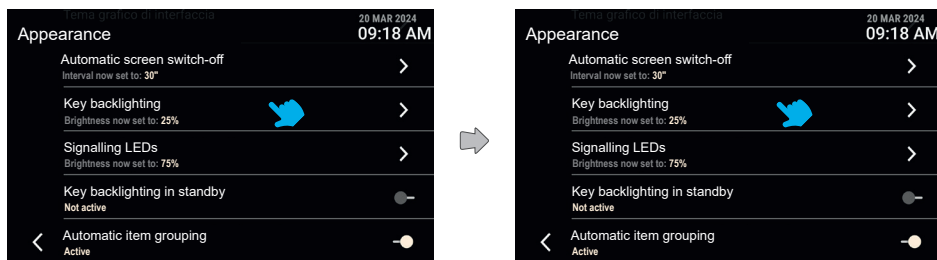 Tema grafico di interfaccia
20 MAR 2024
Appearance
09:18 AM
Automatic screen switch-off
Interval now set to: 30"
Key backlighting
Brightness now set to: 25%
Signalling LEDs
Brightness now set to: 75%
Key backlighting in standby
Not active
Automatic item grouping
Active
Tema grafico di interfaccia
20 MAR 2024
Appearance
09:18 AM
Automatic screen switch-off
Interval now set to: 30"
Key backlighting
Brightness now set to: 25%
Signalling LEDs
Brightness now set to: 75%
Key backlighting in standby
Not active
Automatic item grouping
Active